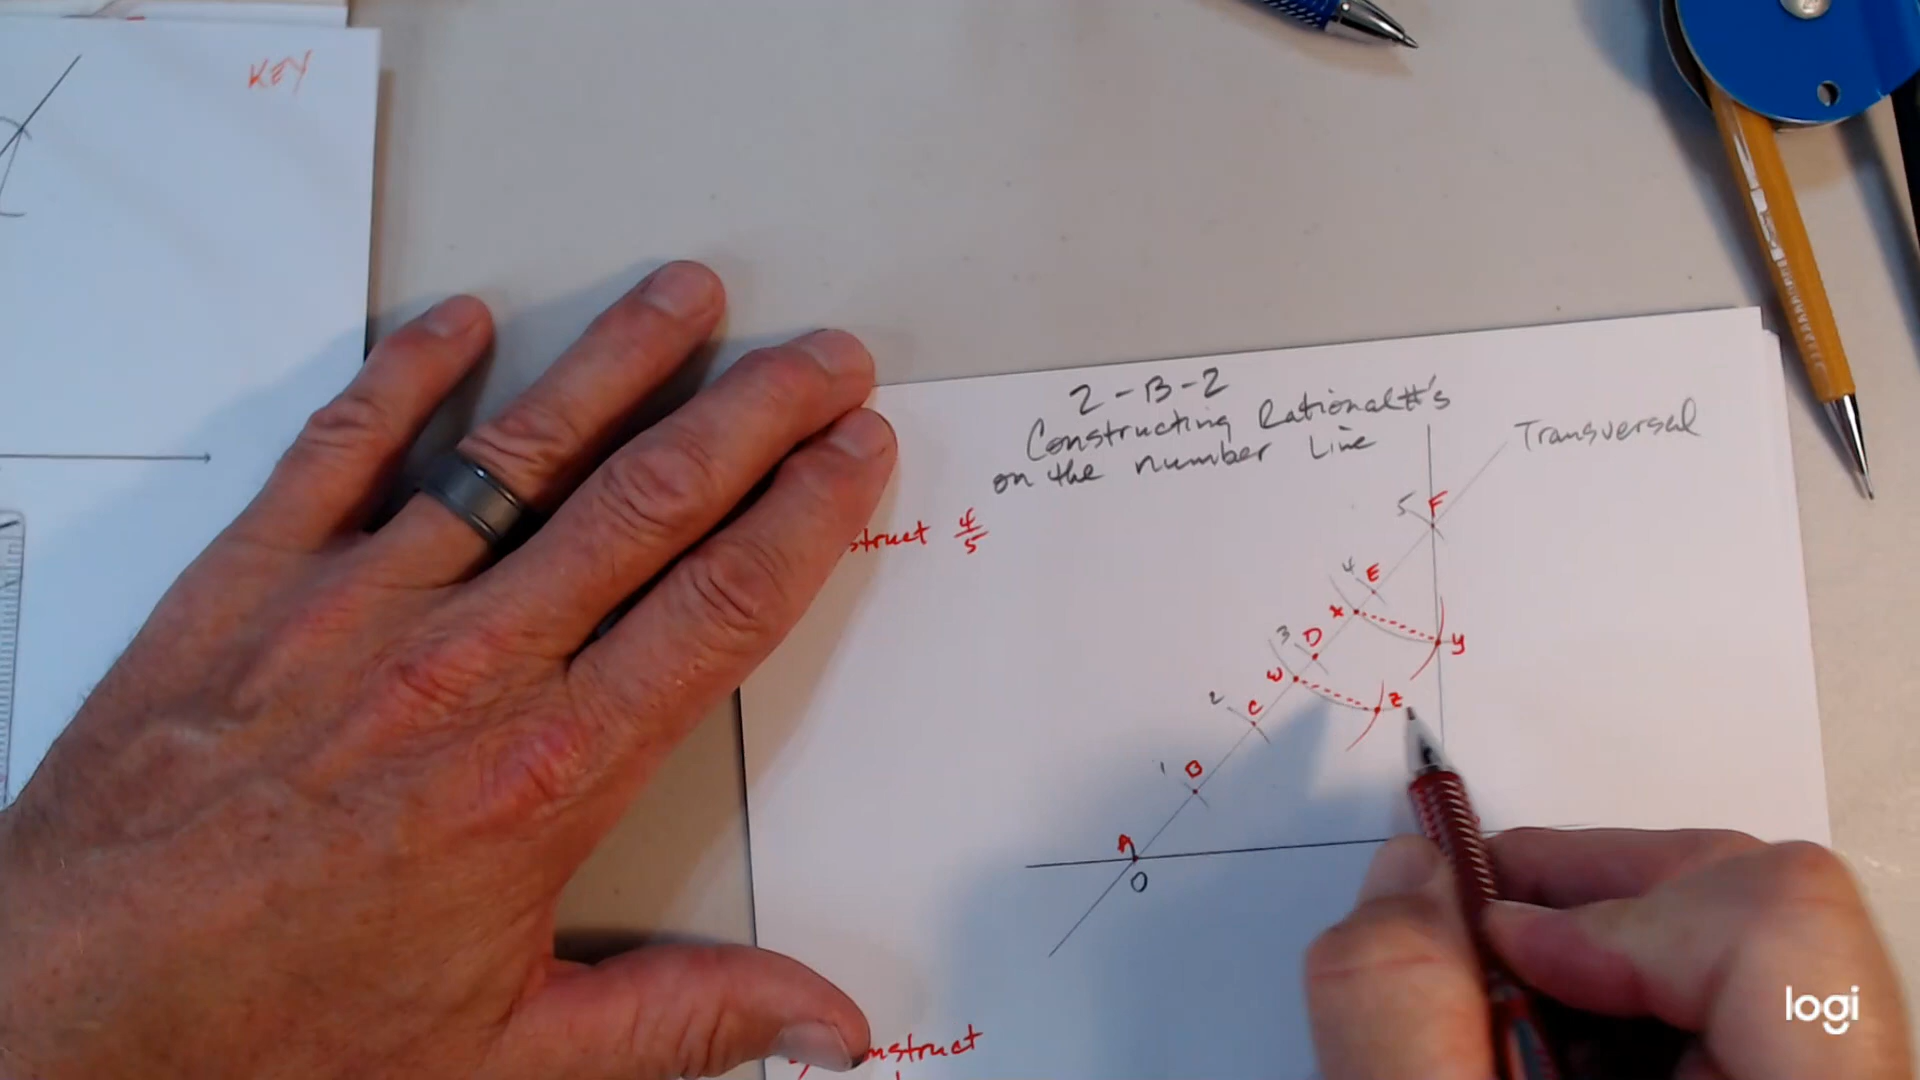 KEY
2-B-2
Constructing Rational #'s
on the number Line
Transversal
struct 4/5
5 F
4 E
x
y
3 D
w
z
2 C
1 B
A
0
nstruct
logi